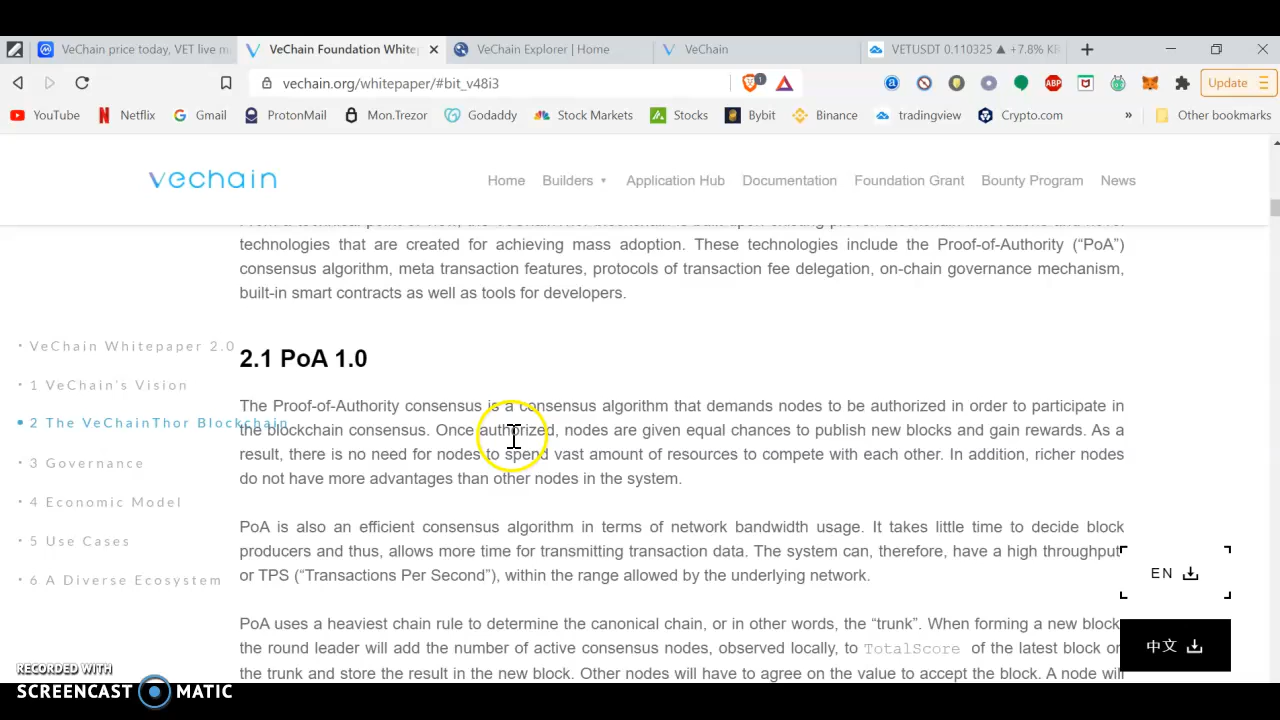 VeChain price today, VET live m
VeChain Foundation White
VeChain Explorer | Home
VeChain
VETUSDT 0.110325 ▲ +7.8% KR
vechain.org/whitepaper/#bit_v48i3
1
ABP
Update
YouTube
Netflix
Gmail
ProtonMail
Mon.Trezor
Godaddy
Stock Markets
Stocks
Bybit
Binance
tradingview
Crypto.com
»
Other bookmarks
vechain
Home
Builders
Application Hub
Documentation
Foundation Grant
Bounty Program
News
technologies that are created for achieving mass adoption. These technologies include the Proof-of-Authority (“PoA”)
consensus algorithm, meta transaction features, protocols of transaction fee delegation, on-chain governance mechanism,
built-in smart contracts as well as tools for developers.
• VeChain Whitepaper 2.0
• 1 VeChain's Vision
• 2 The VeChainThor Blockchain
• 3 Governance
• 4 Economic Model
• 5 Use Cases
• 6 A Diverse Ecosystem
2.1 PoA 1.0
The Proof-of-Authority consensus is a consensus algorithm that demands nodes to be authorized in order to participate in
the blockchain consensus. Once authorized, nodes are given equal chances to publish new blocks and gain rewards. As a
result, there is no need for nodes to spend vast amount of resources to compete with each other. In addition, richer nodes
do not have more advantages than other nodes in the system.
PoA is also an efficient consensus algorithm in terms of network bandwidth usage. It takes little time to decide block
producers and thus, allows more time for transmitting transaction data. The system can, therefore, have a high throughput
or TPS (“Transactions Per Second”), within the range allowed by the underlying network.
PoA uses a heaviest chain rule to determine the canonical chain, or in other words, the “trunk”. When forming a new block,
the round leader will add the number of active consensus nodes, observed locally, to TotalScore of the latest block on
the trunk and store the result in the new block. Other nodes will have to agree on the value to accept the block. A node will
EN
中文
RECORDED WITH
SCREENCAST MATIC